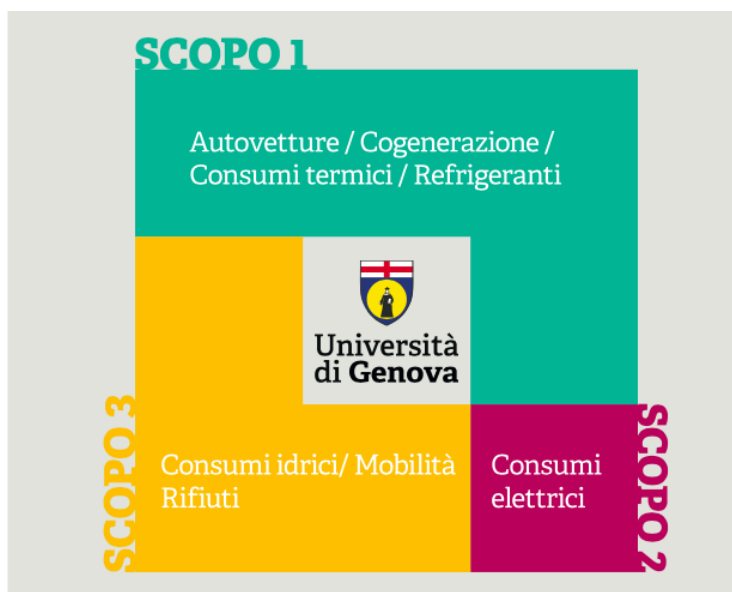 SCOPO 1
Autovetture / Cogenerazione /
Consumi termici / Refrigeranti
Università
di Genova
SCOPO 3
Consumi idrici/ Mobilità
Rifiuti
Consumi
elettrici
SCOPO 2